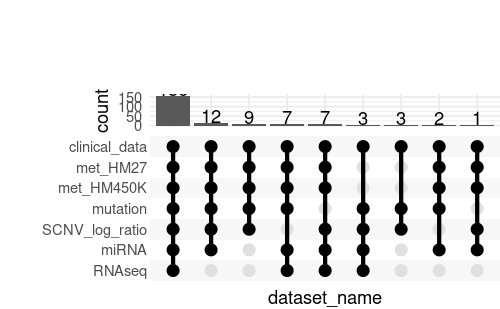 count
150
100
50
0
12 9 7 7 3 3 2 1
clinical_data
met_HM27
met_HM450K
mutation
SCNV_log_ratio
miRNA
RNAseq
dataset_name